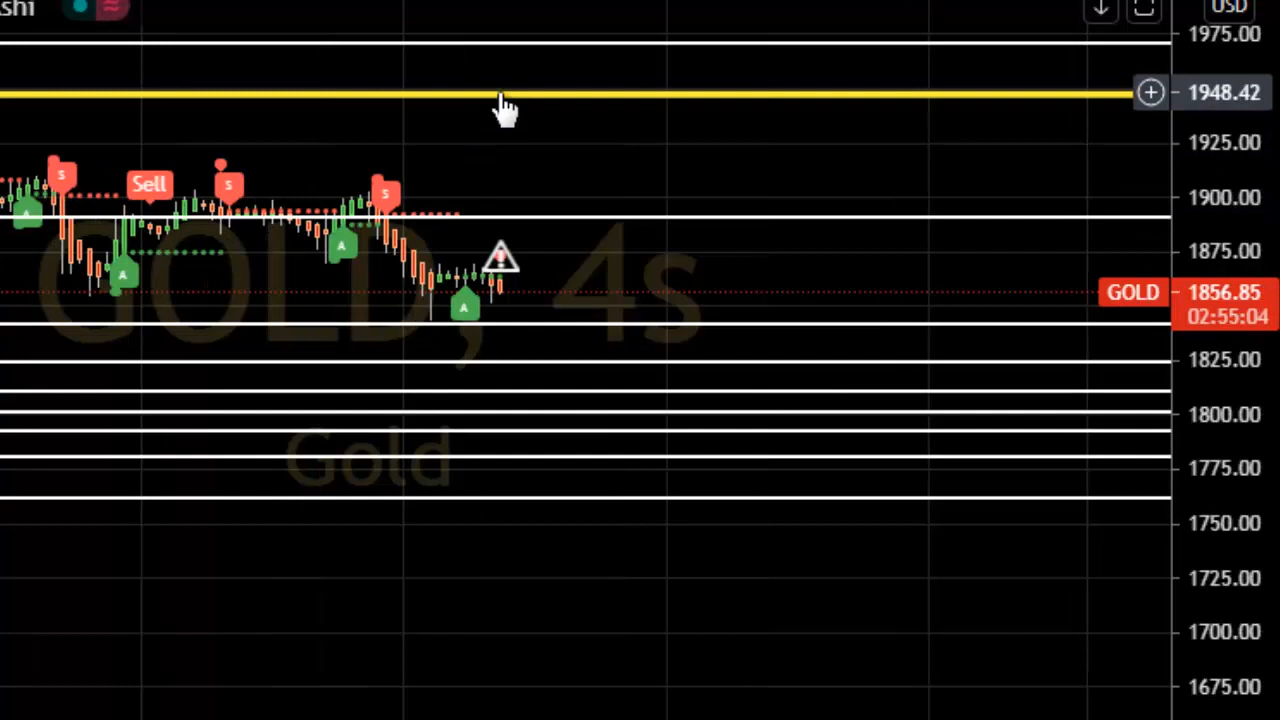 shi
USD
1975.00
1948.42
1925.00
S
Sell
S
S
1900.00
A
A
A
1875.00
GOLD, 4s
GOLD
1856.85
02:55:04
A
1825.00
1800.00
Gold
1775.00
1750.00
1725.00
1700.00
1675.00